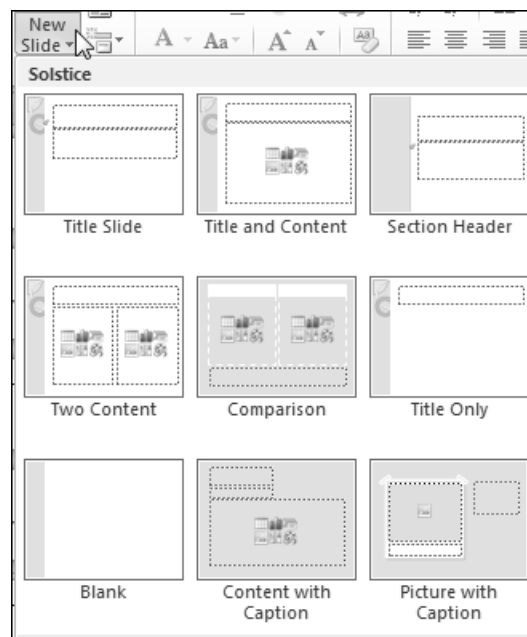 New
Slide
A Aa A A
Solstice
Title Slide Title and Content Section Header
Two Content Comparison Title Only
Blank Content with Caption Picture with Caption